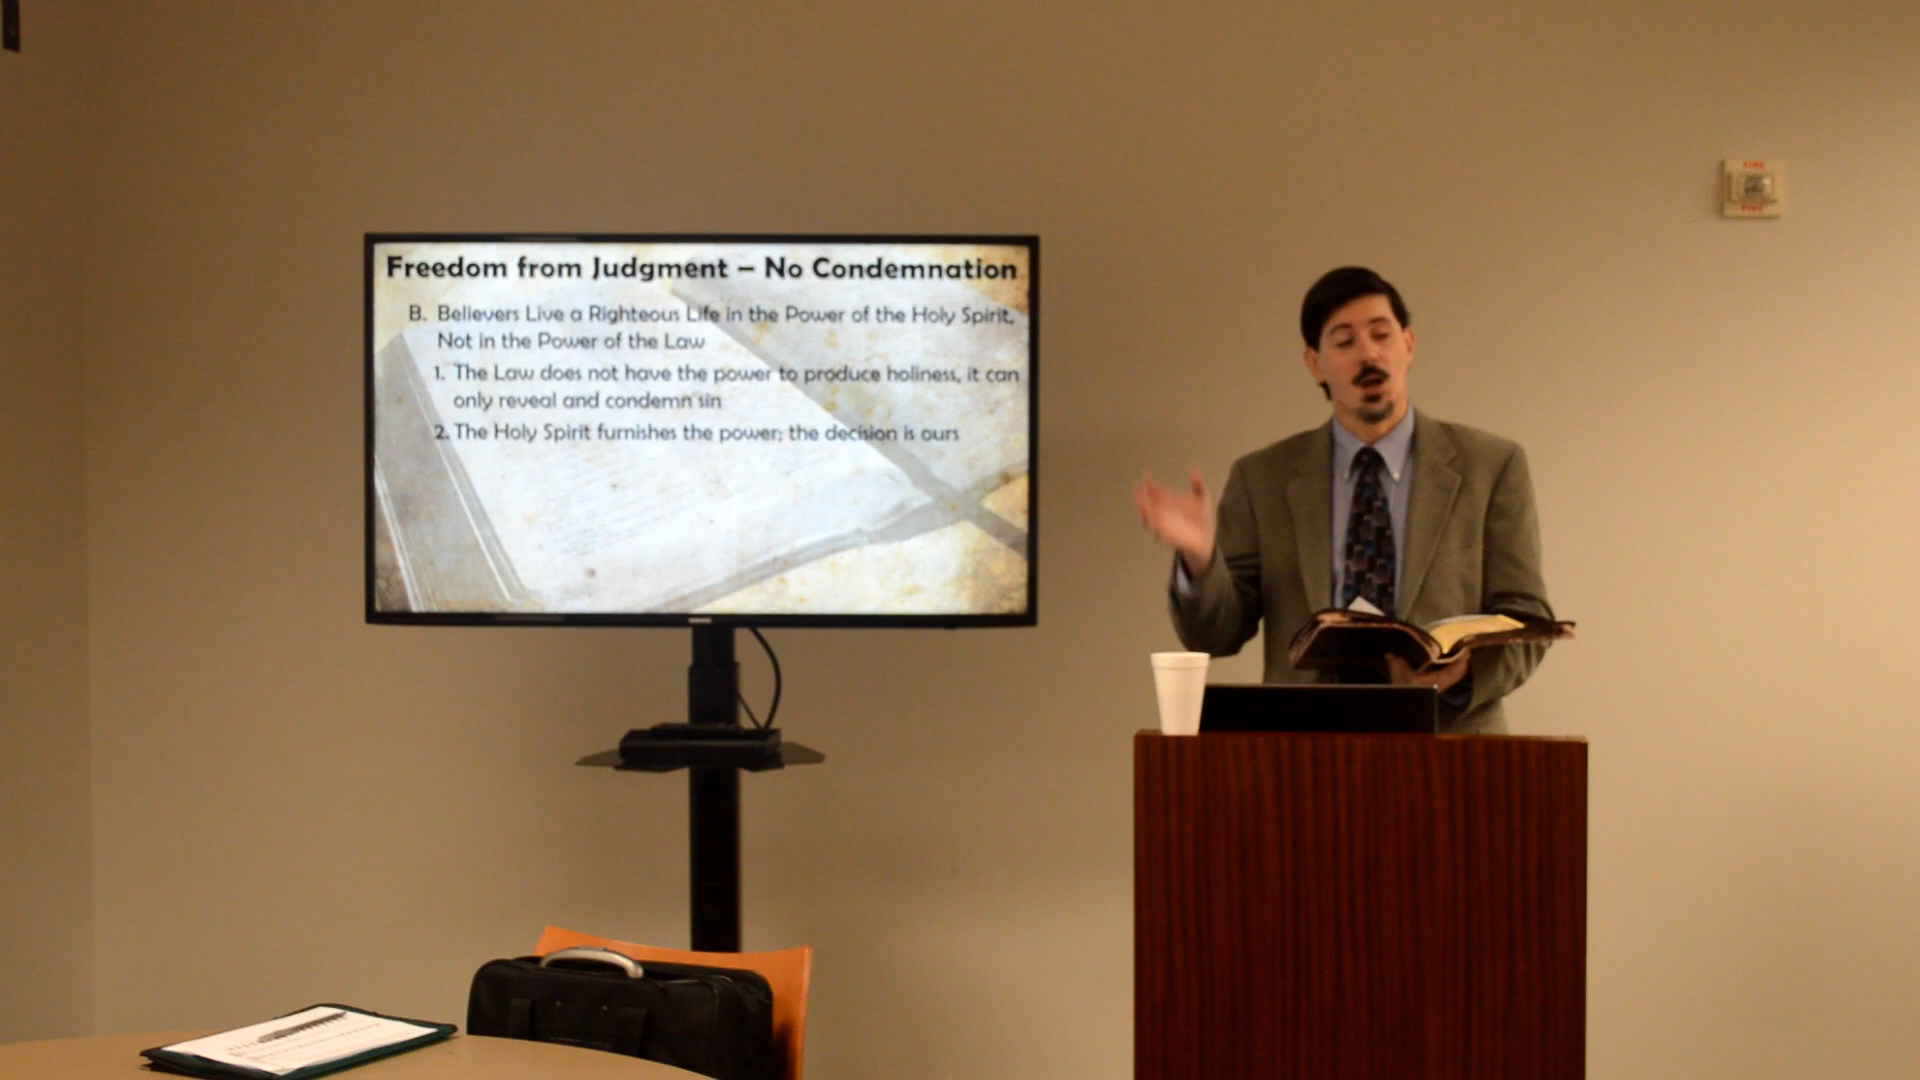 Freedom from Judgment – No Condemnation
B. Believers Live a Righteous Life in the Power of the Holy Spirit,
Not in the Power of the Law
1. The Law does not have the power to produce holiness, it can
only reveal and condemn sin
2. The Holy Spirit furnishes the power; the decision is ours
FIRE
FIRE